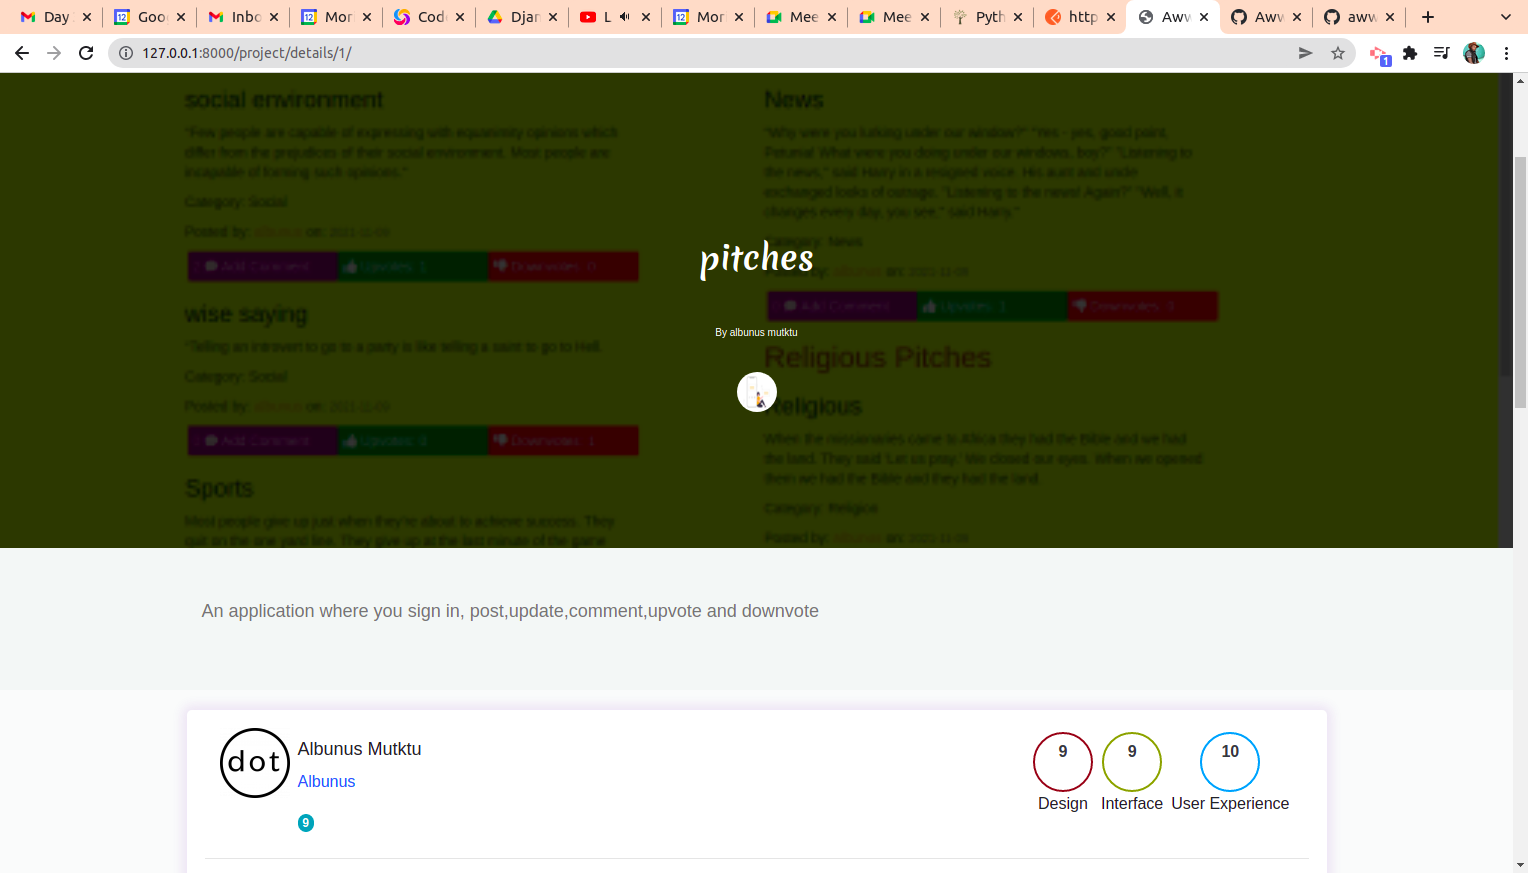 Day
Goo
Inbo
Mor
Code
Djan
L
Mor
Mee
Mee
Pyth
http
Aww
Aww
aww
127.0.0.1:8000/project/details/1/
1
social environment
"Few people are capable of expressing with equanimity opinions which
differ from the prejudices of their social environment. Most people are
incapable of forming such opinions."
Category: Social
Posted by: albunus on: 2021-11-09
Add Comment Upvotes: 1 Downvotes: 0
wise saying
"Telling an introvert to go to a party is like telling a saint to go to Hell.
Category: Social
Posted by: albunus on: 2021-11-09
Add Comment Upvotes: Downvotes: 1
Sports
Most people give up just when they're about to achieve success. They
quit on the one yard line. They give up at the last minute of the game
News
"Why were you lurking under our window?" "Yes - yes, good point,
Petunia! What were you doing under our windows, boy?" "Listening to
the news," said Harry in a resigned voice. His aunt and uncle
exchanged looks of outrage. "Listening to the news! Again?" "Well, it
changes every day, you see," said Harry."
Category: News
Posted by: albunus on: 2021-11-09
Add Comment Upvotes: 1 Downvotes:
Religious Pitches
Religious
When the missionaries came to Africa they had the Bible and we had
the land. They said 'Let us pray.' We closed our eyes. When we opened
them we had the Bible and they had the land.
Category: Religion
Posted by: albunus on: 2021-11-09
pitches
By albunus mutktu
An application where you sign in, post,update,comment,upvote and downvote
dot
Albunus Mutktu
Albunus
9
9
Design
9
Interface
10
User Experience